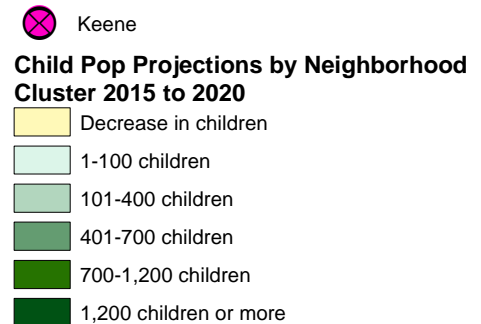 Keene
Child Pop Projections by Neighborhood
Cluster 2015 to 2020
Decrease in children
1-100 children
101-400 children
401-700 children
700-1,200 children
1,200 children or more